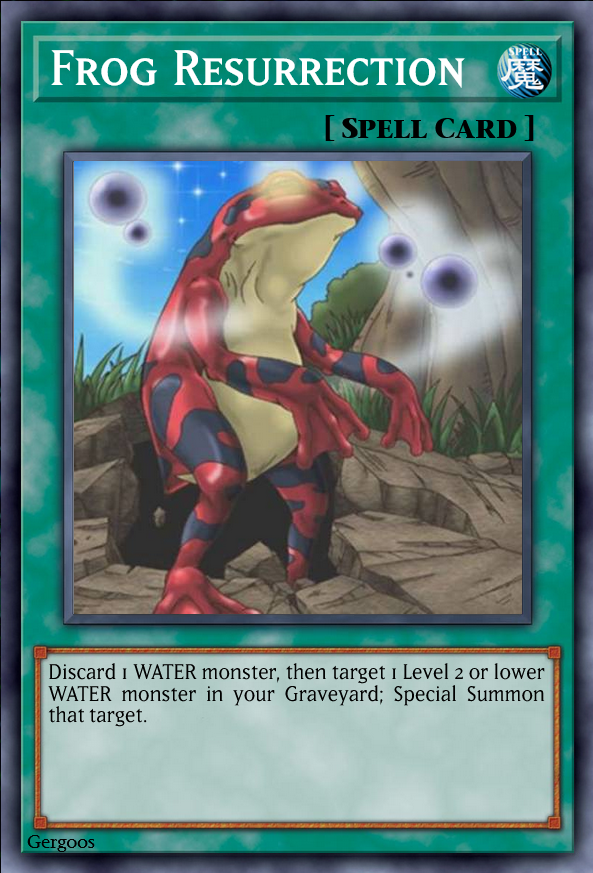 Frog Resurrection
SPELL
魔
[ Spell Card ]
Discard 1 WATER monster, then target 1 Level 2 or lower
WATER monster in your Graveyard; Special Summon
that target.
Gergoos